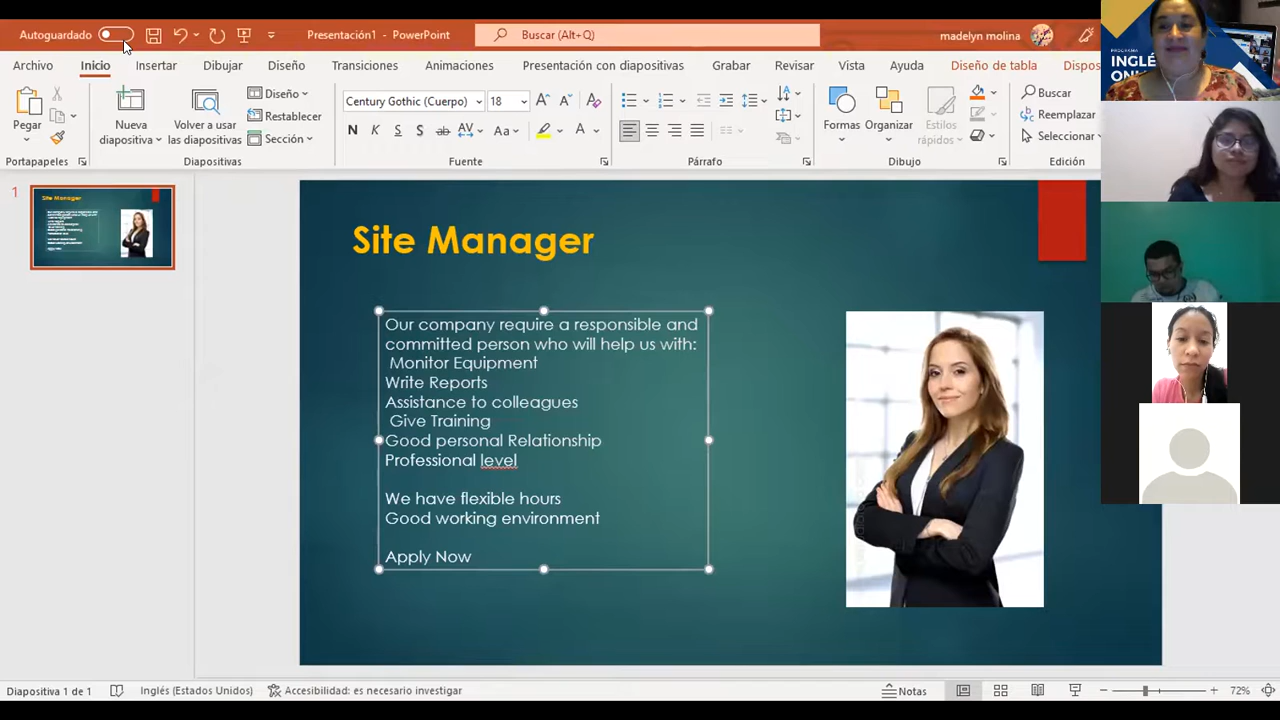 Autoguardado
Presentación1 - PowerPoint
Buscar (Alt+Q)
madelyn molina
Archivo Inicio Insertar Dibujar Diseño Transiciones Animaciones Presentación con diapositivas Grabar Revisar Vista Ayuda Diseño de tabla Dispos
Pegar
Nueva diapositiva
Volver a usar las diapositivas
Diseño
Restablecer
Sección
Century Gothic (Cuerpo) 18
N K S S ab AV Aa A
Formas
Organizar
Estilos rápidos
Buscar
Reemplazar
Seleccionar
Portapapeles Diapositivas Fuente Párrafo Dibujo Edición
INGLÉ
ONL
1
Site Manager
Our company require a responsible and
committed person who will help us with:
Monitor Equipment
Write Reports
Assistance to colleagues
Give Training
Good personal Relationship
Professional level
We have flexible hours
Good working environment
Apply Now
Diapositiva 1 de 1 Inglés (Estados Unidos) Accesibilidad: es necesario investigar Notas 72%